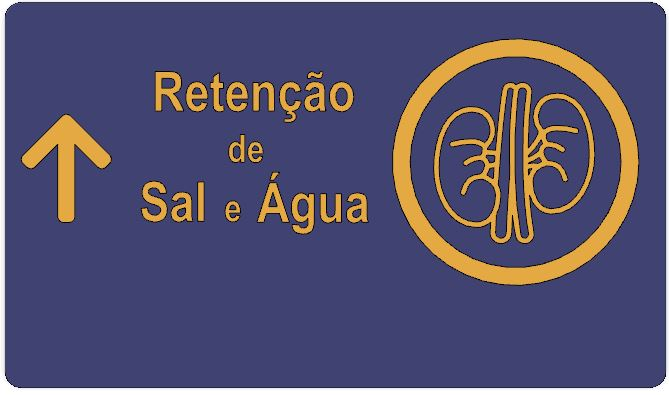 Retenção
de
Sal e Água